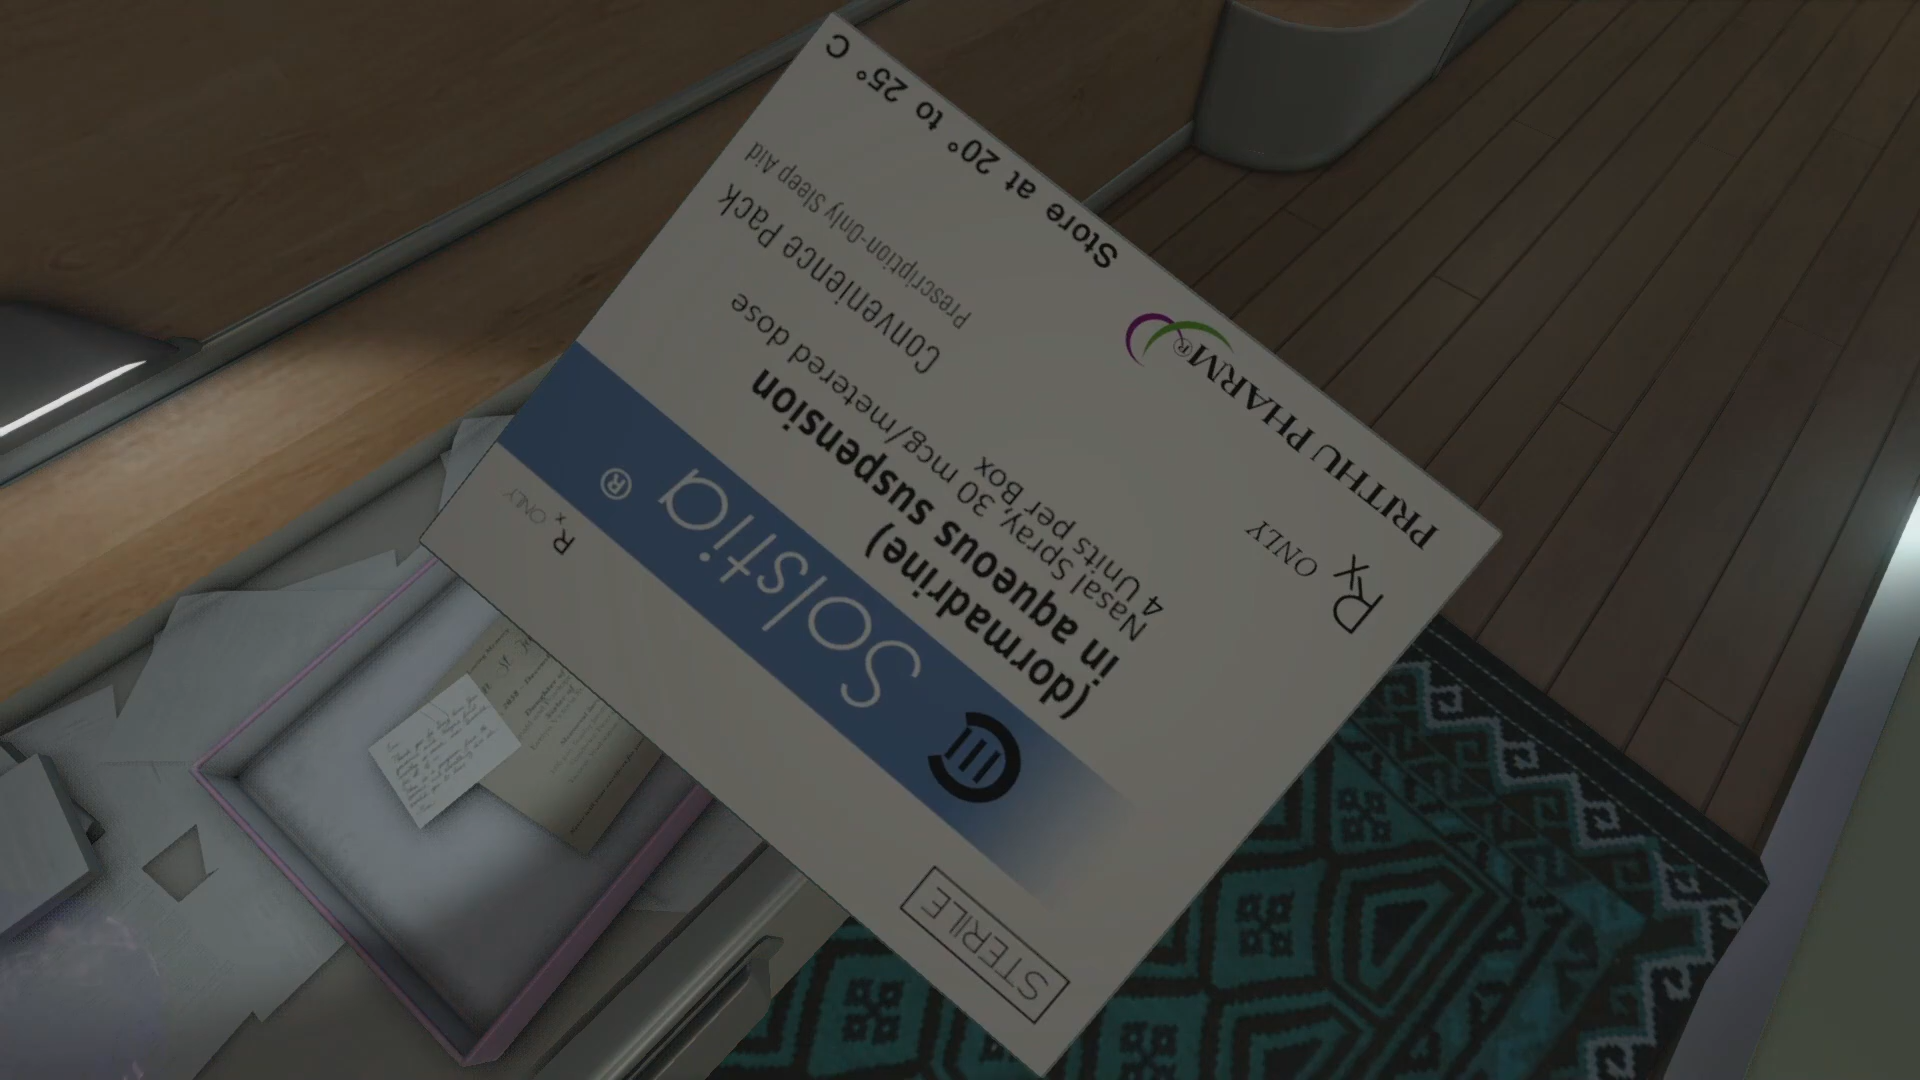 STERILE
Rx ONLY
Solstia ®
(dormadrine)
in aqueous suspension
Nasal Spray, 30 mcg/metered dose
4 Units per Box
Convenience Pack
Prescription-Only Sleep Aid
Rx ONLY
PRITHU PHARM®
Store at 20° to 25° C